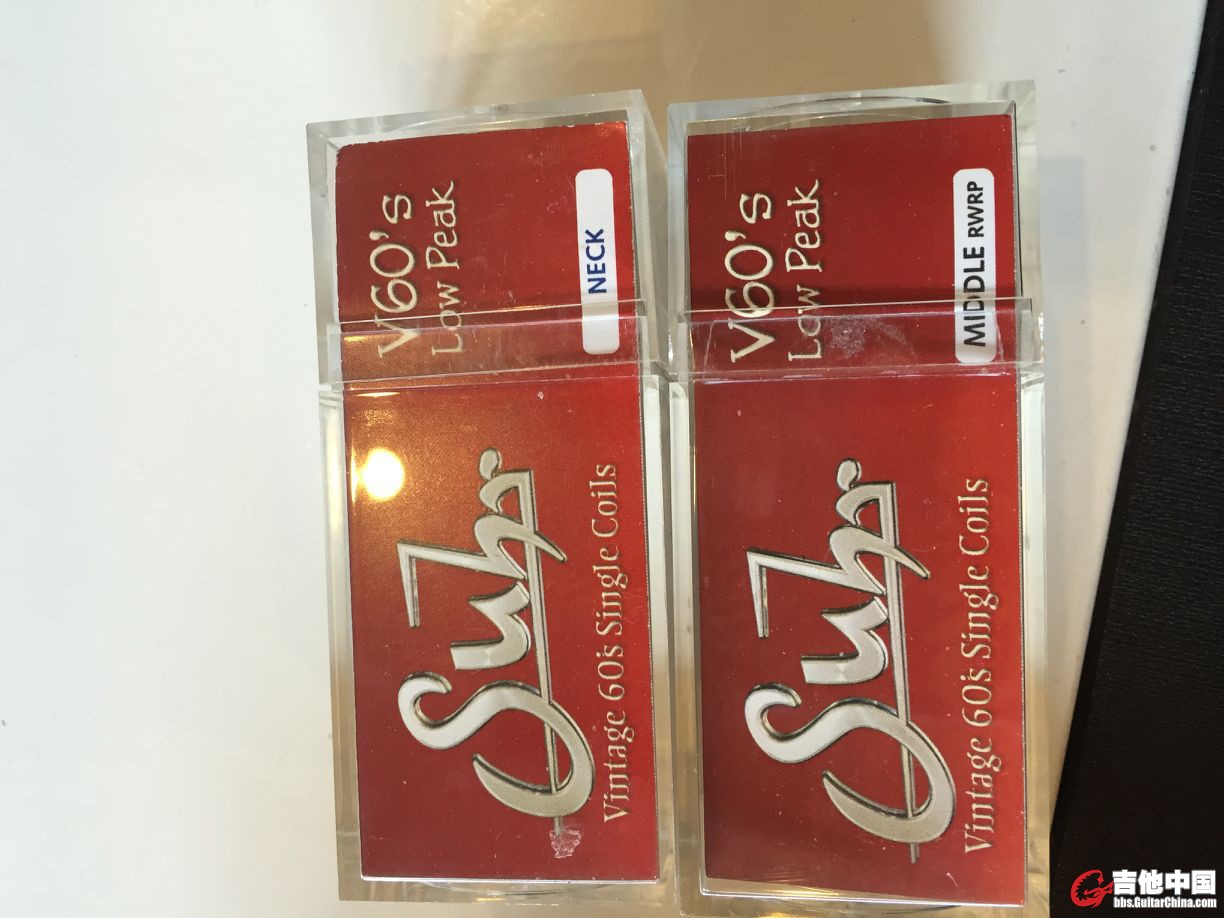 Suhr
Vintage 60's Single Coils
V60's
Low Peak
NECK
Suhr
Vintage 60's Single Coils
V60's
Low Peak
MIDDLE RWRP
吉他中国
bbs.GuitarChina.com